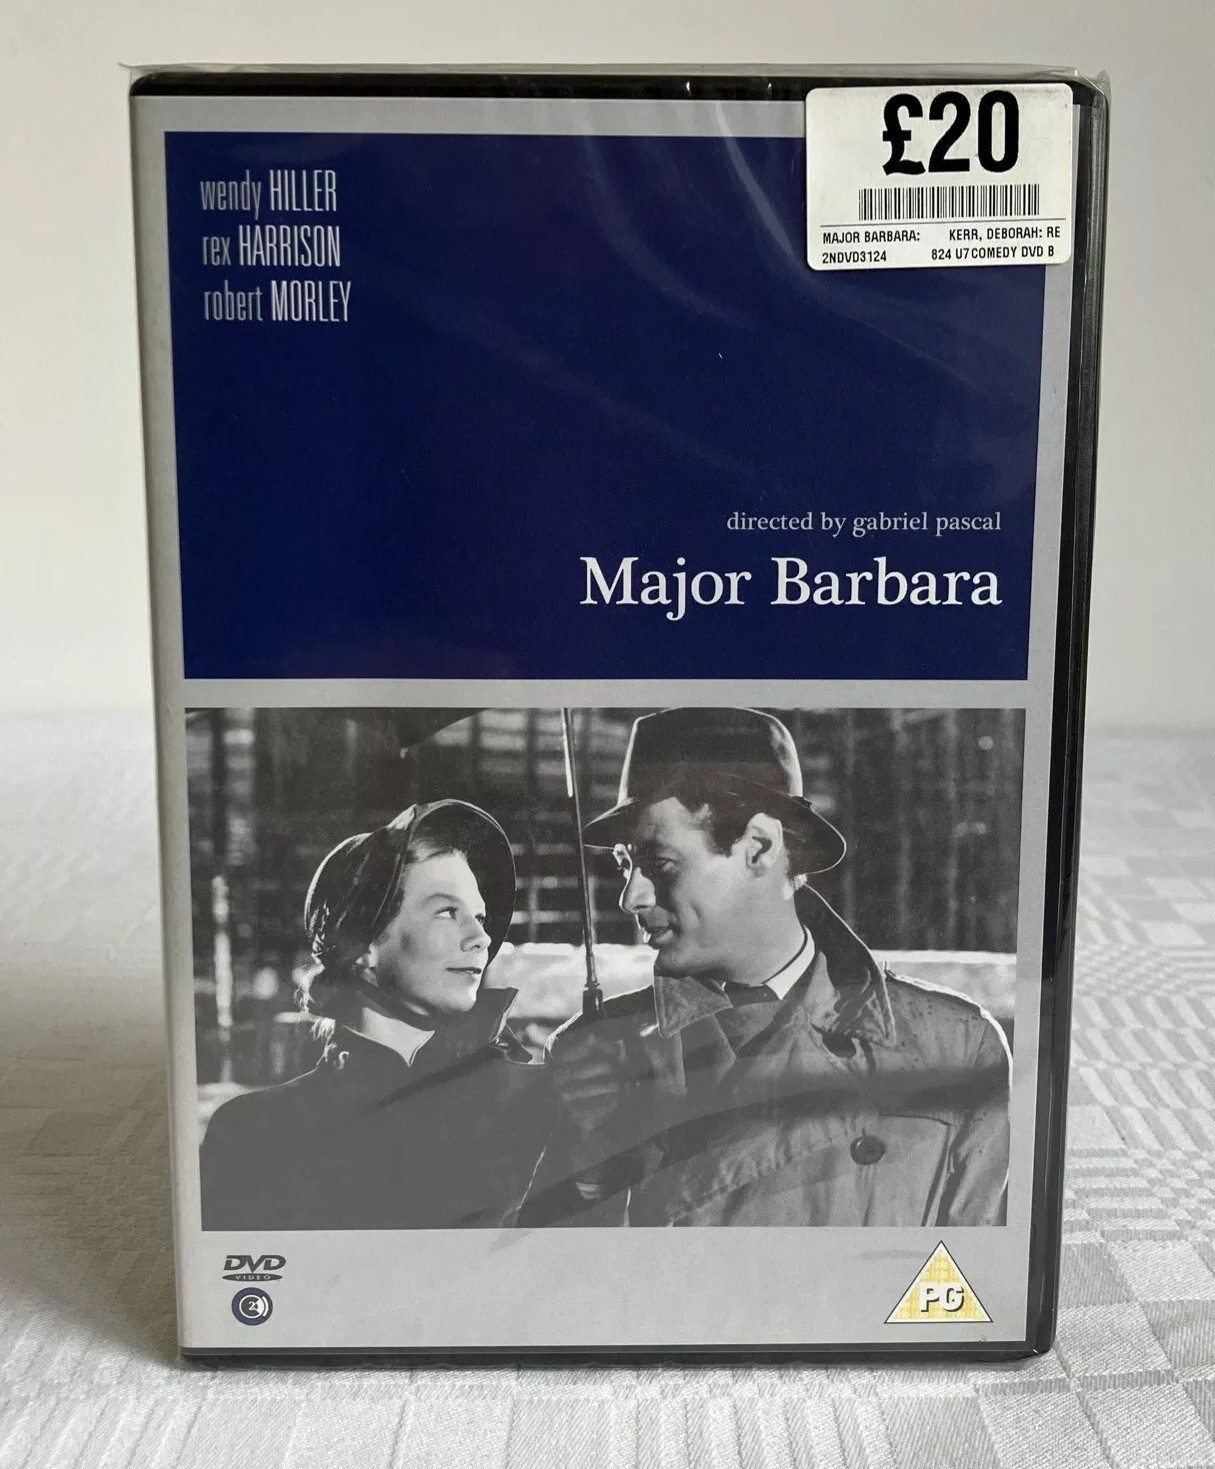 £20
MAJOR BARBARA: KERR, DEBORAH: RE
2NDVD3124 824 U7COMEDY DVD B
wendy HILLER
rex HARRISON
robert MORLEY
directed by gabriel pascal
Major Barbara
DVD
VIDEO
2
PG